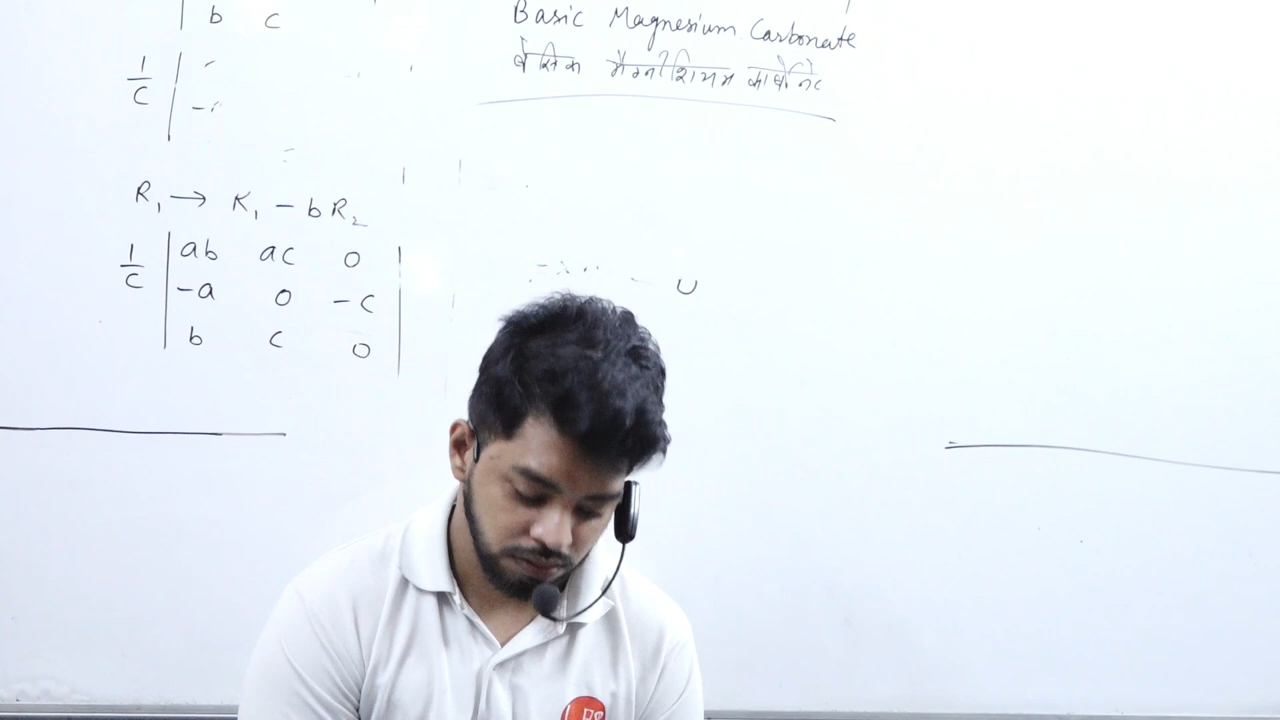 b c
1/c
R₁ → R₁ - bR₂
1/c | ab ac 0 |
| -a 0 -c |
| b c 0 |
Basic Magnesium Carbonate
बेसिक मैग्नेशियम कार्बोनेट